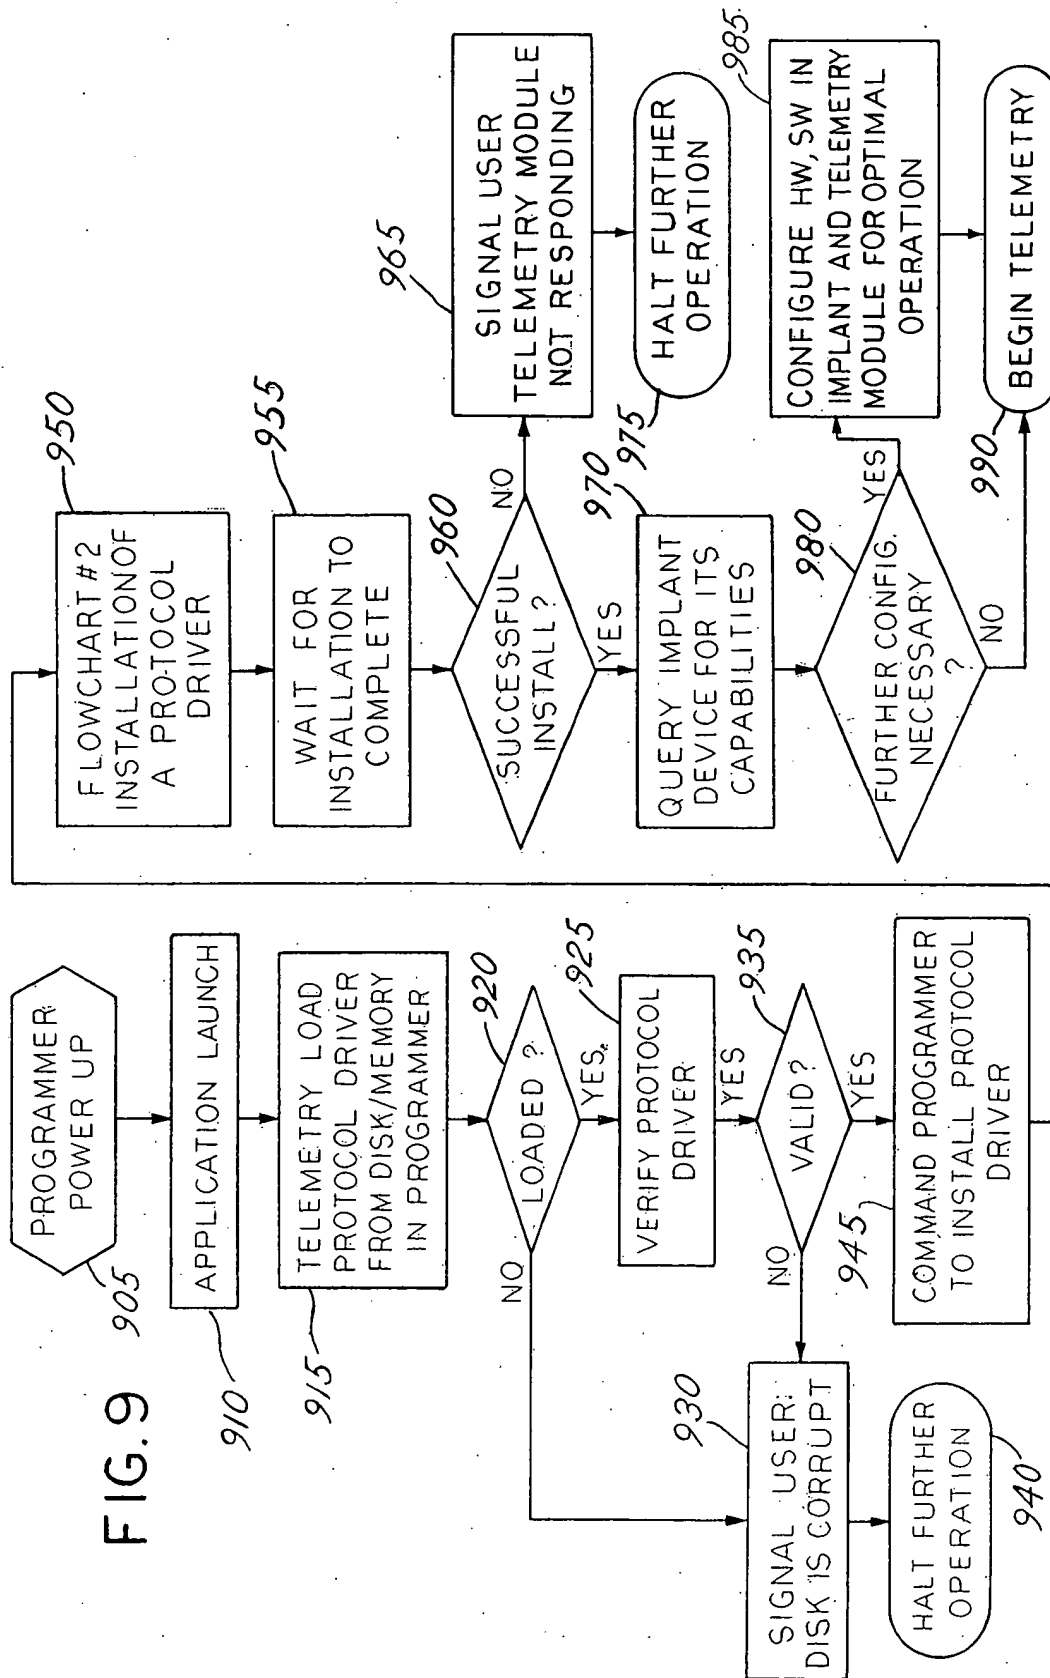 FIG. 9
PROGRAMMER
POWER UP
905
APPLICATION LAUNCH
910
TELEMETRY LOAD
PROTOCOL DRIVER
FROM DISK/MEMORY
IN PROGRAMMER
915
LOADED ?
920
NO
YES
VERIFY PROTOCOL
DRIVER
925
YES
VALID ?
935
NO
YES
SIGNAL USER:
DISK IS CORRUPT
930
HALT FURTHER
OPERATION
940
COMMAND PROGRAMMER
TO INSTALL PROTOCOL
DRIVER
945
FLOWCHART #2
INSTALLATION OF
A PROTOCOL
DRIVER
950
WAIT FOR
INSTALLATION TO
COMPLETE
955
SUCCESSFUL
INSTALL ?
960
NO
YES
SIGNAL USER
TELEMETRY MODULE
NOT RESPONDING
965
HALT FURTHER
OPERATION
975
QUERY IMPLANT
DEVICE FOR ITS
CAPABILITIES
970
FURTHER CONFIG.
NECESSARY
?
980
YES
NO
CONFIGURE HW, SW IN
IMPLANT AND TELEMETRY
MODULE FOR OPTIMAL
OPERATION
985
BEGIN TELEMETRY
990